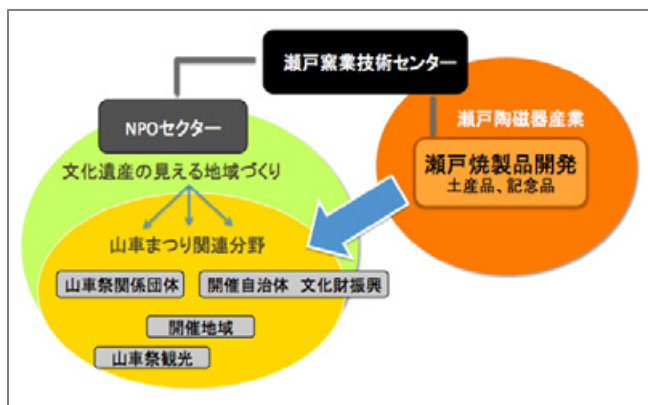 瀬戸窯業技術センター
NPOセクター
瀬戸陶磁器産業
文化遺産の見える地域づくり
瀬戸焼製品開発
土産品、記念品
山車まつり関連分野
山車祭関係団体
開催自治体 文化財振興
開催地域
山車祭観光